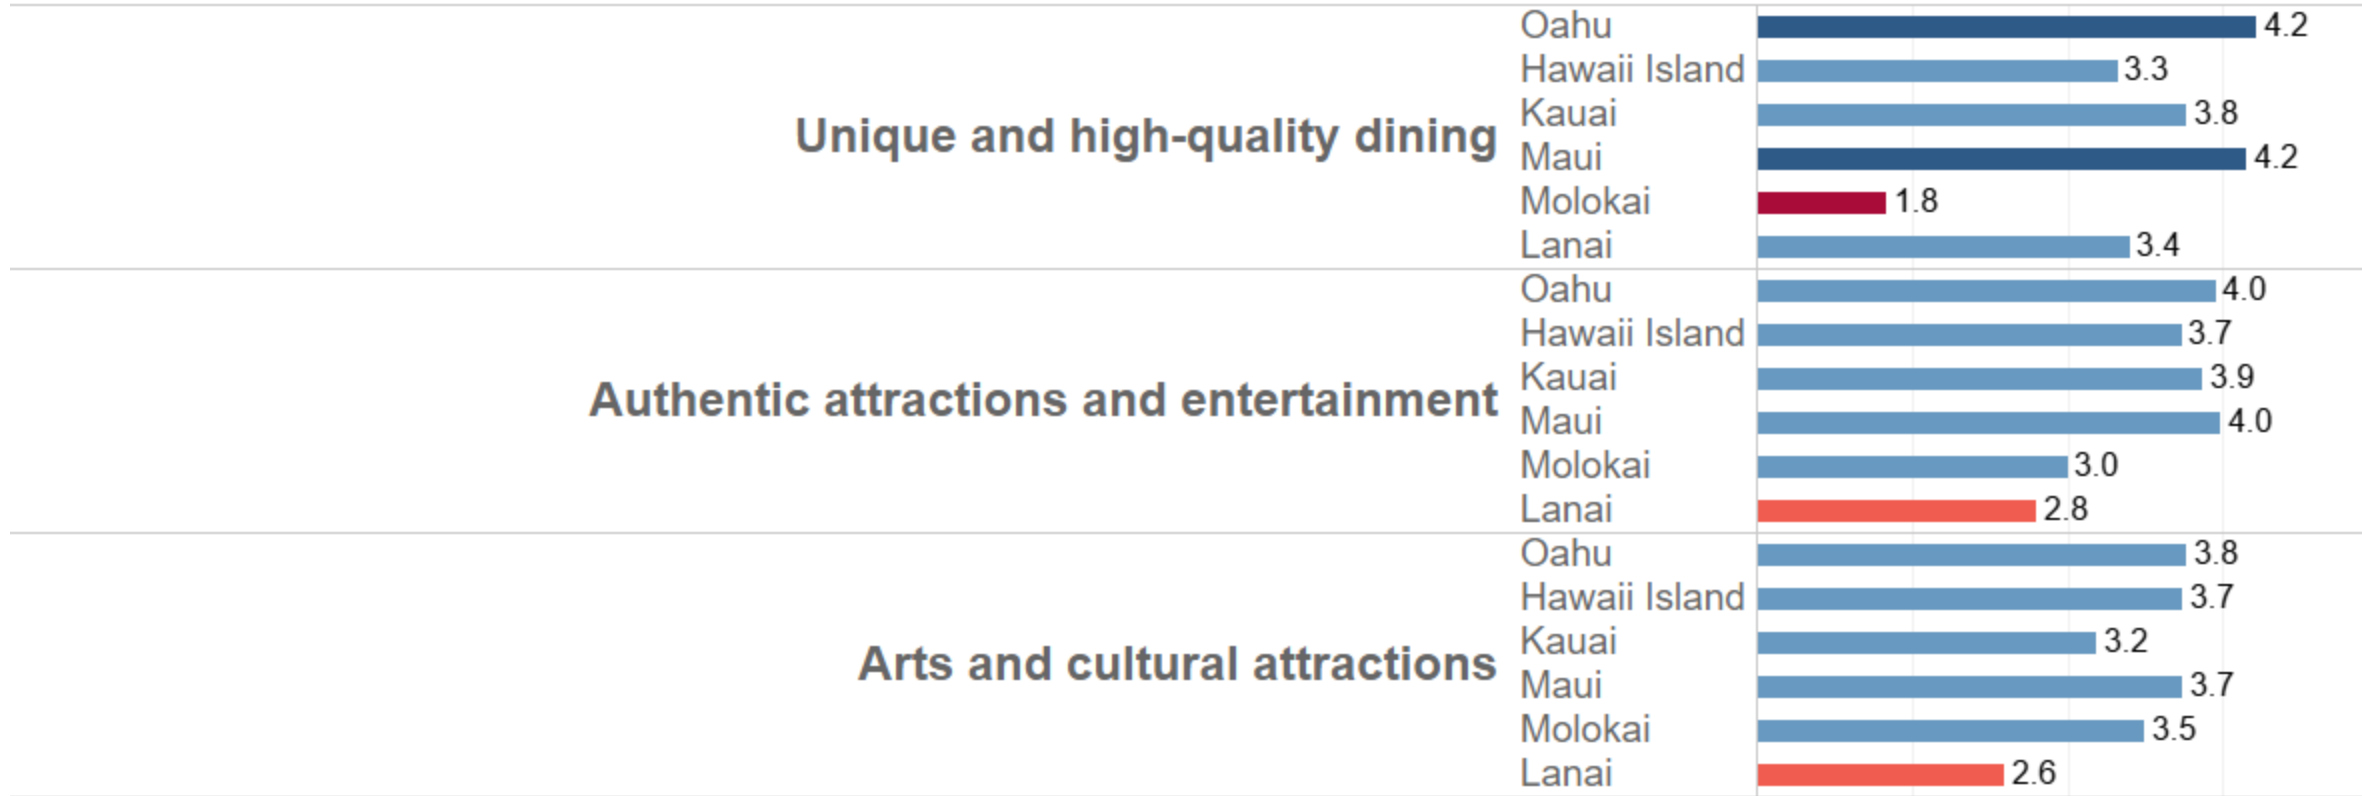 Unique and high-quality dining
Oahu 4.2
Hawaii Island 3.3
Kauai 3.8
Maui 4.2
Molokai 1.8
Lanai 3.4
Authentic attractions and entertainment
Oahu 4.0
Hawaii Island 3.7
Kauai 3.9
Maui 4.0
Molokai 3.0
Lanai 2.8
Arts and cultural attractions
Oahu 3.8
Hawaii Island 3.7
Kauai 3.2
Maui 3.7
Molokai 3.5
Lanai 2.6